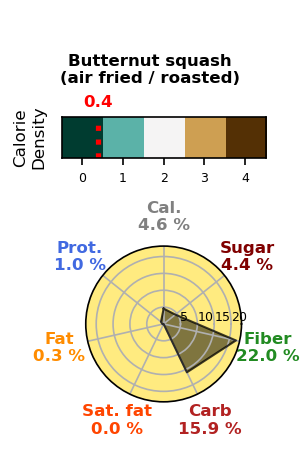 Butternut squash
(air fried / roasted)
0.4
Calorie
Density
0 1 2 3 4
Cal.
4.6 %
Prot.
1.0 %
Sugar
4.4 %
5 10 15 20
Fat
0.3 %
Fiber
22.0 %
Sat. fat
0.0 %
Carb
15.9 %